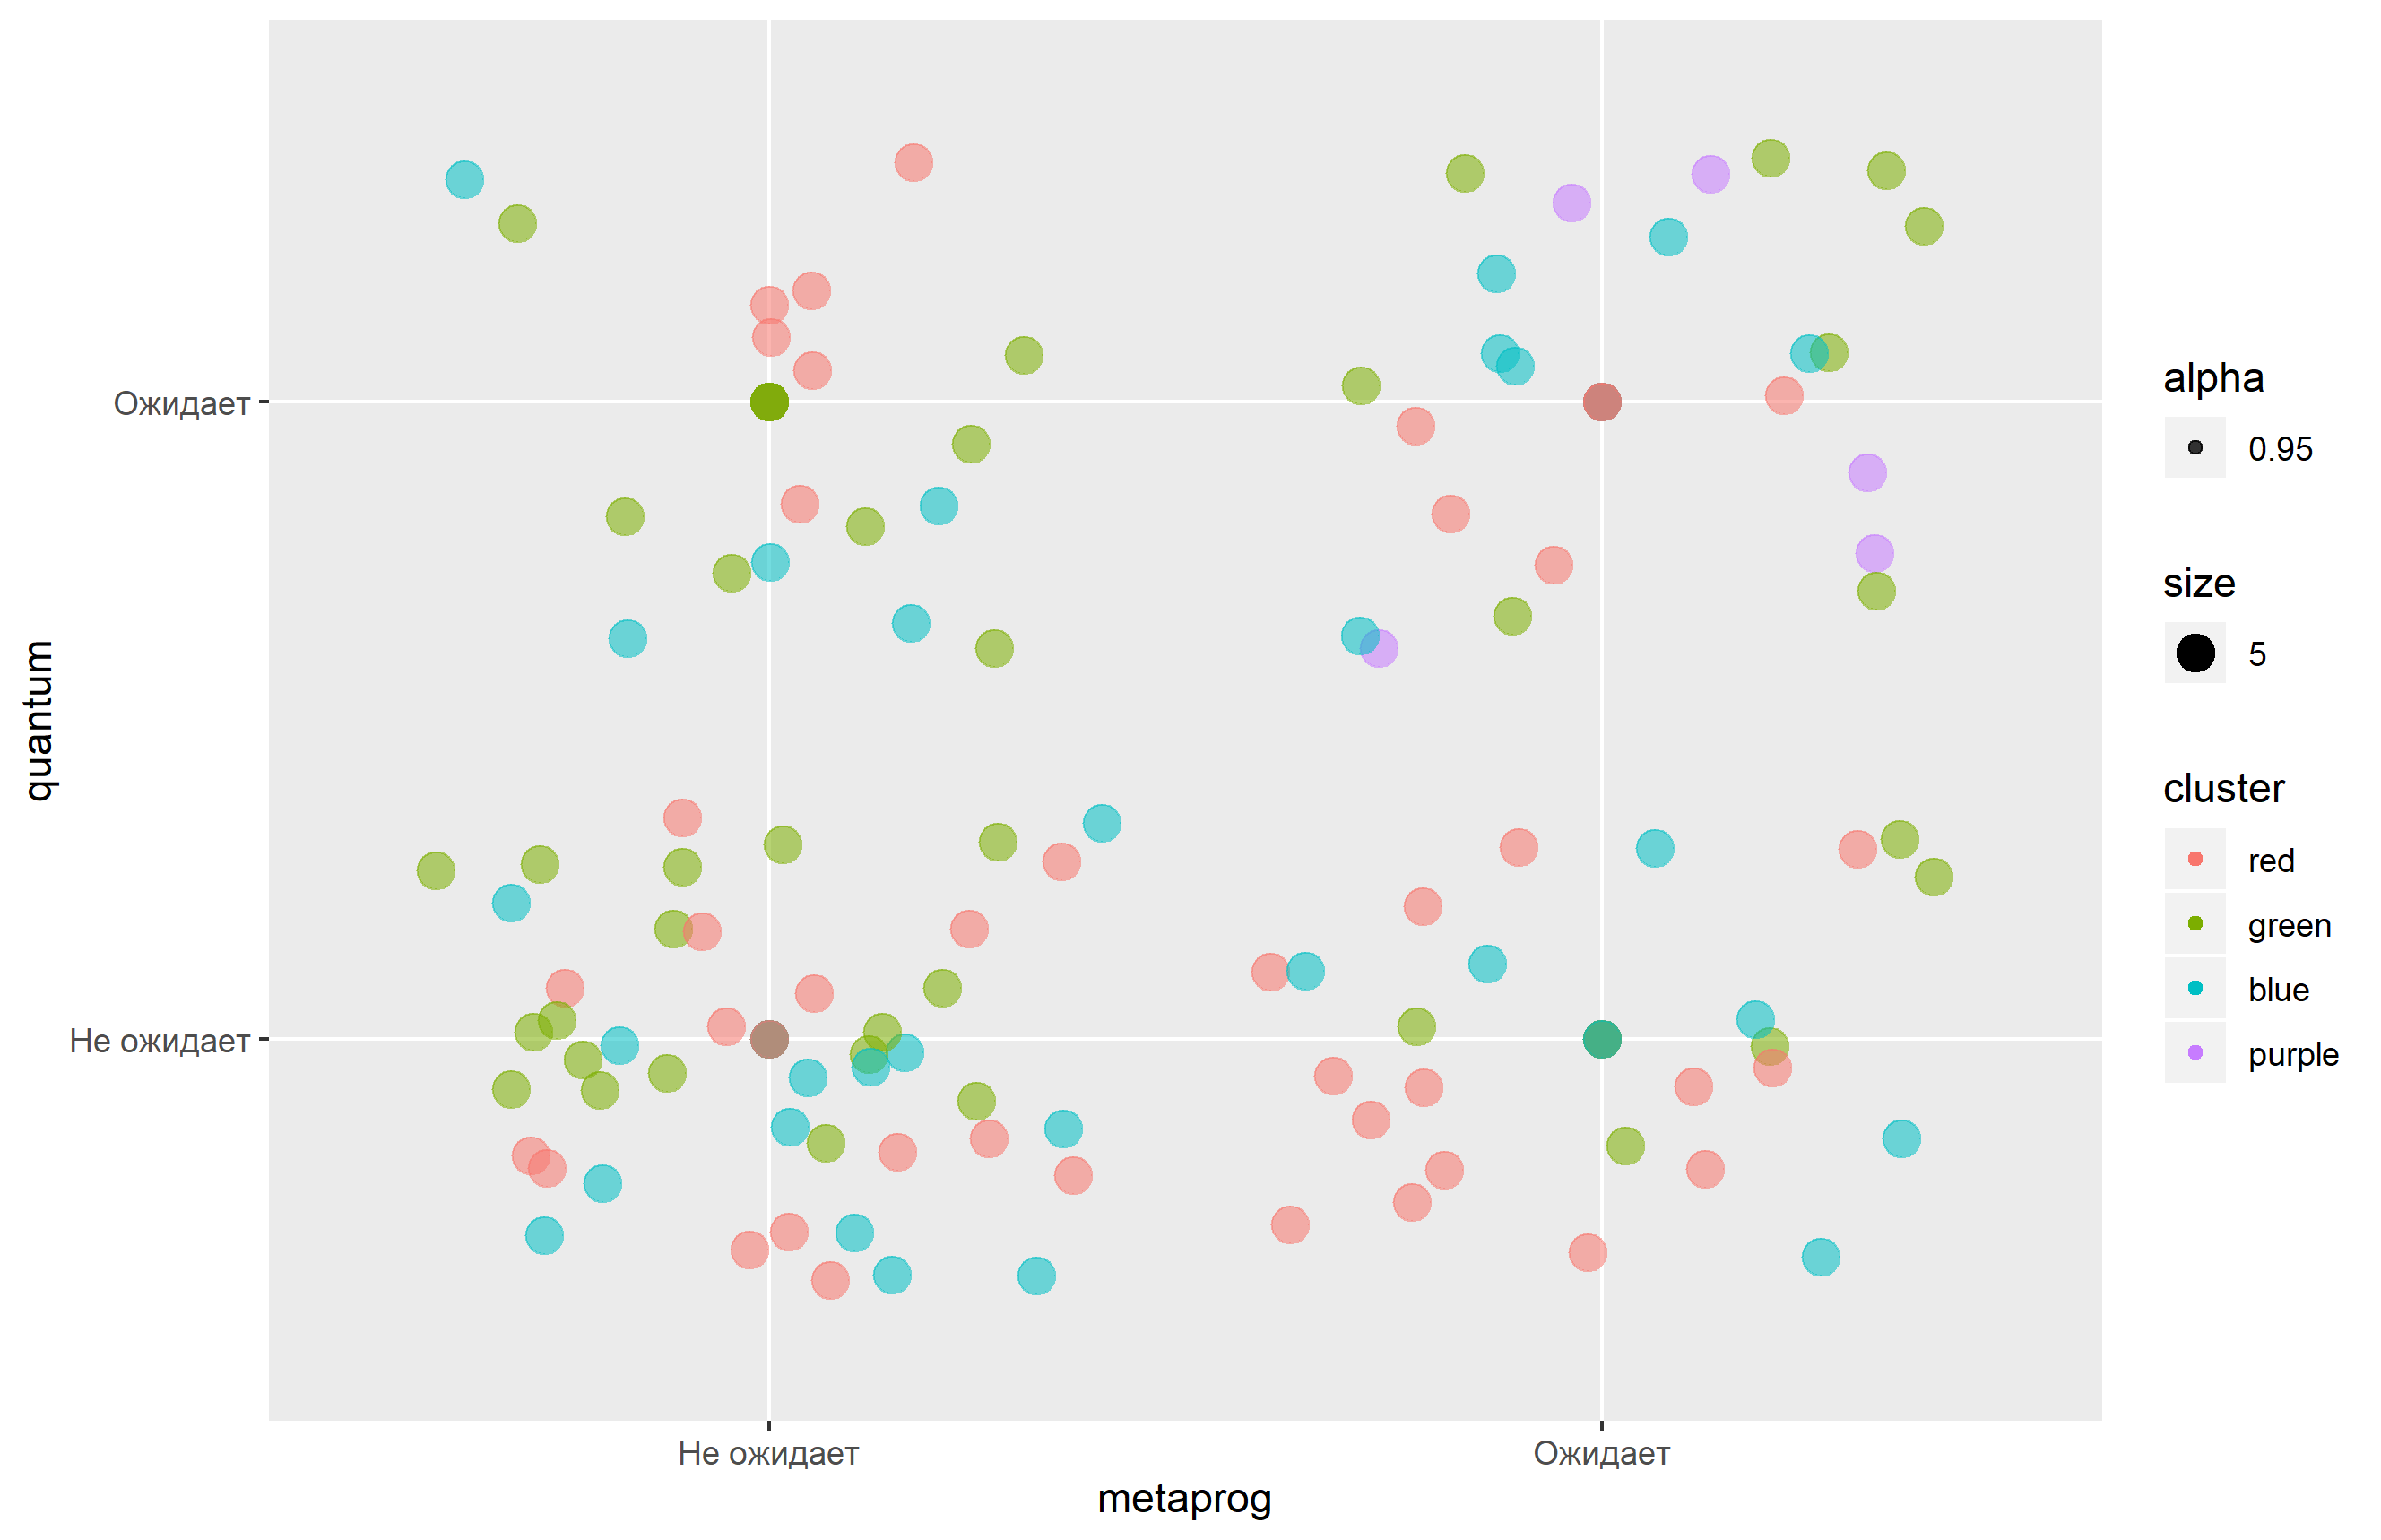 quantum
Ожидает
Не ожидает
Не ожидает
Ожидает
metaprog
alpha
0.95
size
5
cluster
red
green
blue
purple